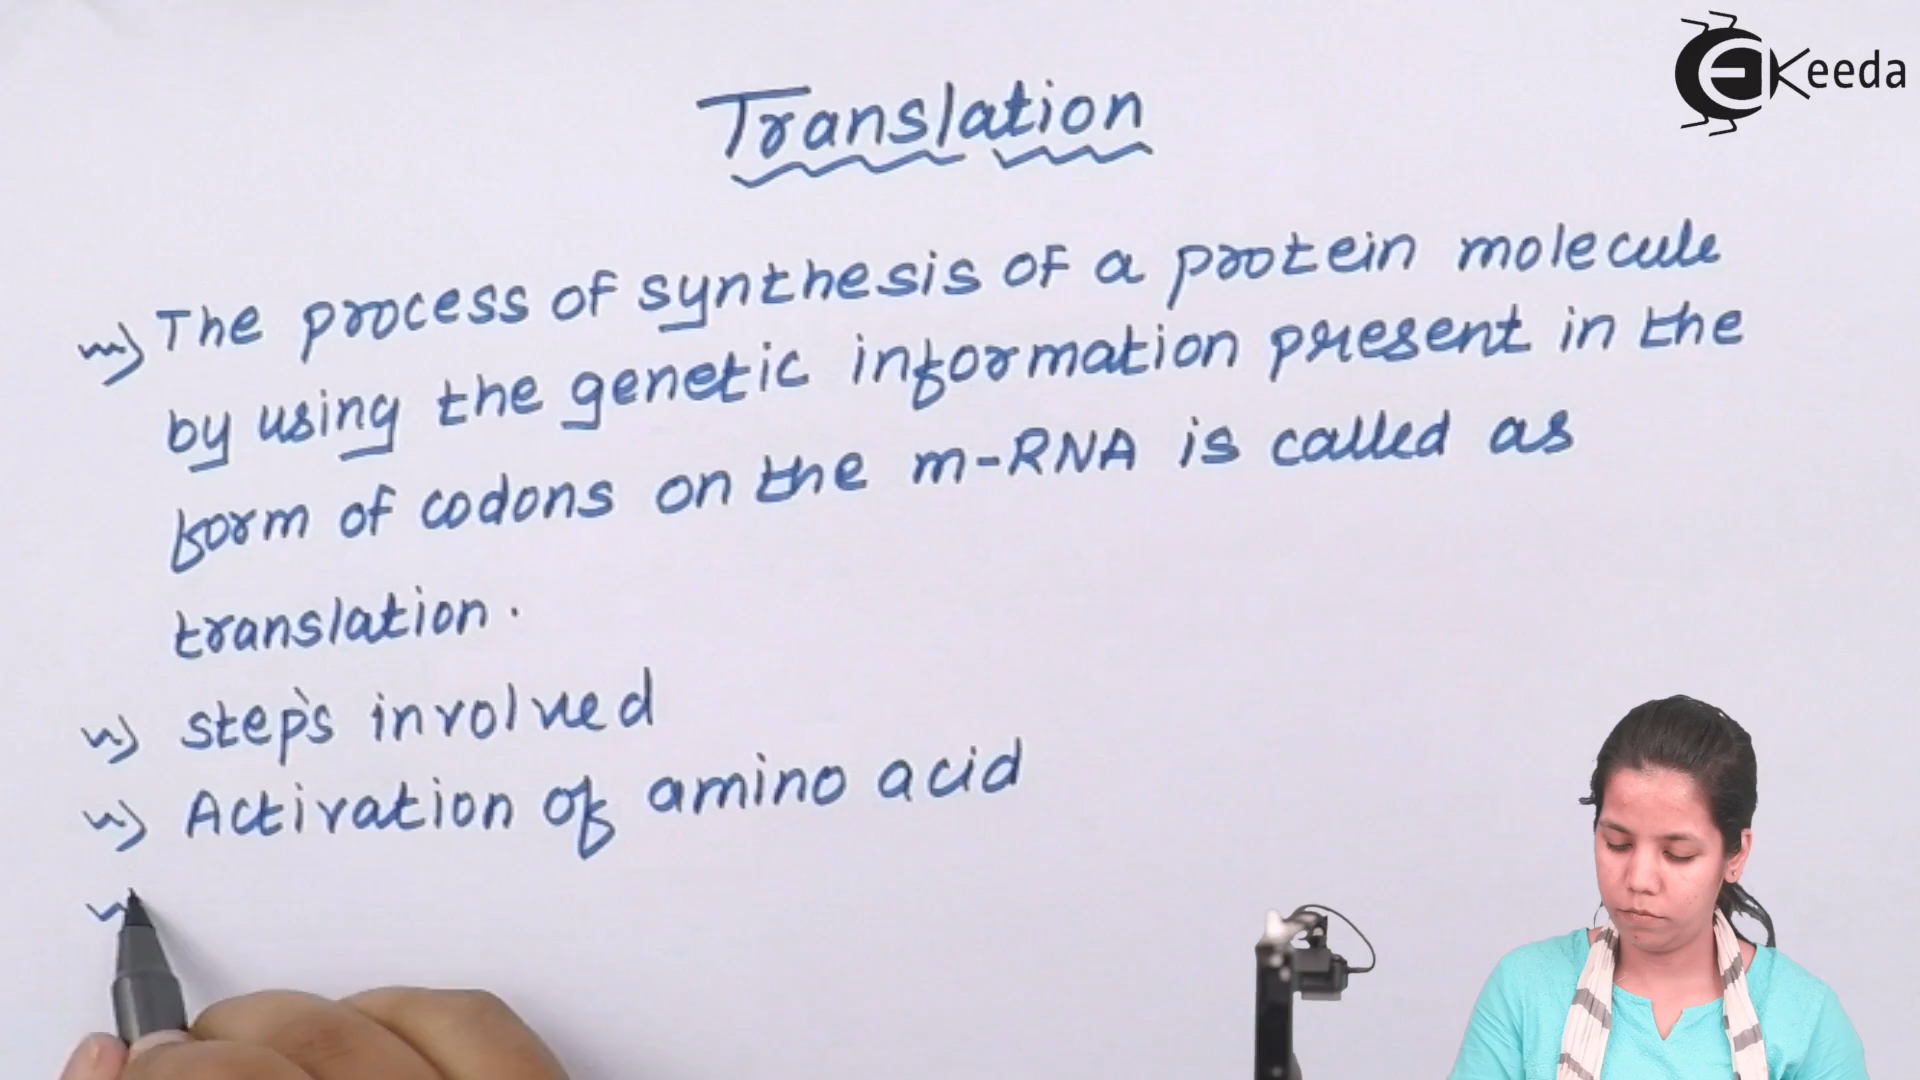 EKeeda
Translation
The process of synthesis of a protein molecule
by using the genetic information present in the
form of codons on the m-RNA is called as
translation.
steps involved
Activation of amino acid